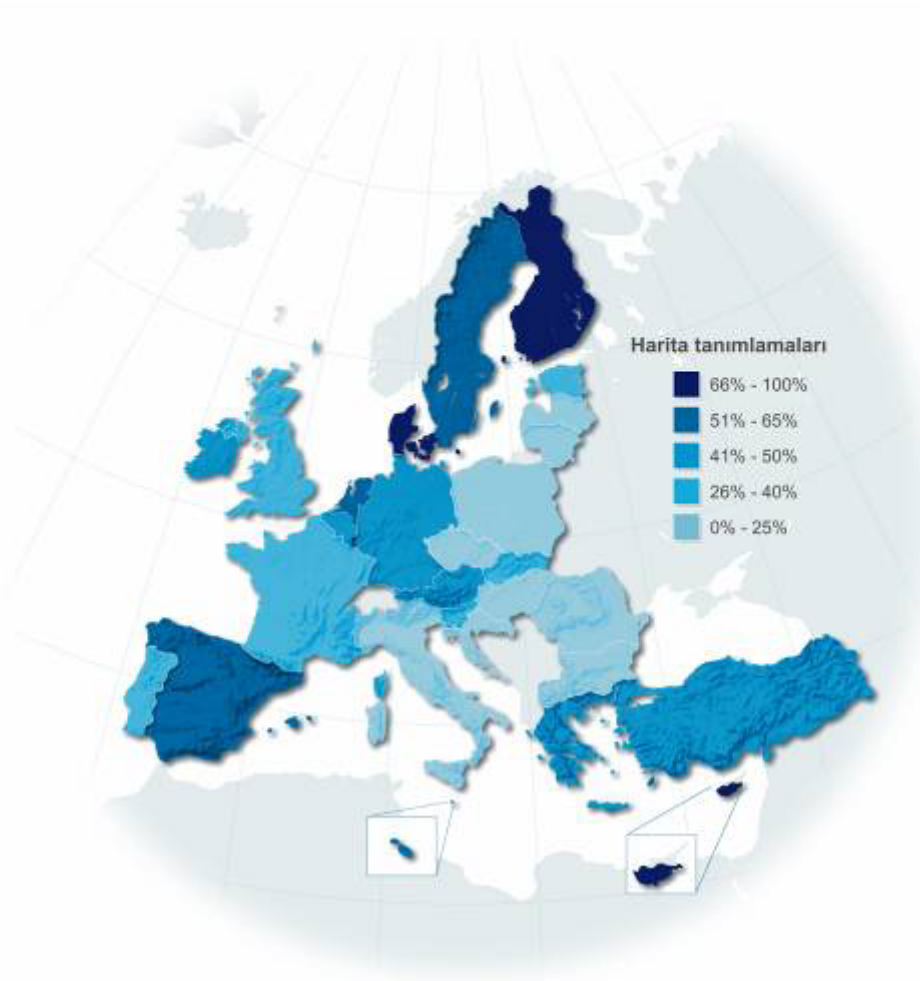 Harita tanımlamaları
66% - 100%
51% - 65%
41% - 50%
26% - 40%
0% - 25%